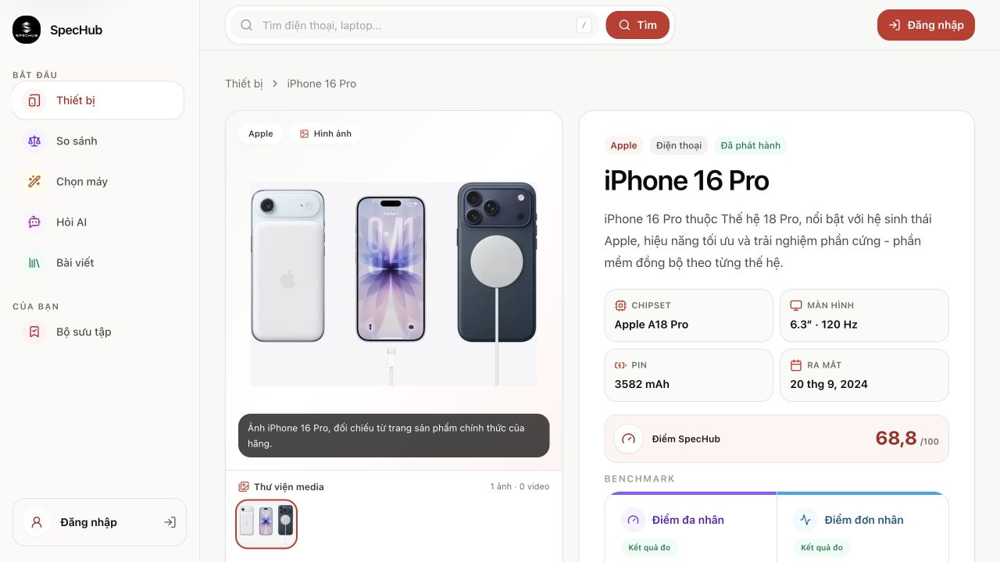 SPECHUB
SpecHub
BẮT ĐẦU
Thiết bị
So sánh
Chọn máy
Hỏi AI
Bài viết
CỦA BẠN
Bộ sưu tập
Đăng nhập
Tìm điện thoại, laptop...
/
Tìm
Đăng nhập
Thiết bị > iPhone 16 Pro
Apple
Hình ảnh
Ảnh iPhone 16 Pro, đối chiếu từ trang sản phẩm chính thức của
hãng.
Thư viện media
1 ảnh · 0 video
Apple
Điện thoại
Đã phát hành
iPhone 16 Pro
iPhone 16 Pro thuộc Thế hệ 18 Pro, nổi bật với hệ sinh thái
Apple, hiệu năng tối ưu và trải nghiệm phần cứng - phần
mềm đồng bộ theo từng thế hệ.
CHIPSET
Apple A18 Pro
MÀN HÌNH
6.3″ · 120 Hz
PIN
3582 mAh
RA MẮT
20 thg 9, 2024
Điểm SpecHub
68,8 /100
BENCHMARK
Điểm đa nhân
Kết quả đo
Điểm đơn nhân
Kết quả đo